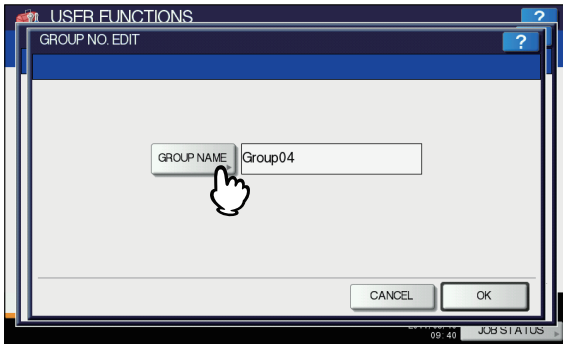 USER FUNCTIONS
?
GROUP NO. EDIT
?
GROUP NAME
Group04
CANCEL
OK
09:40
JOB STATUS